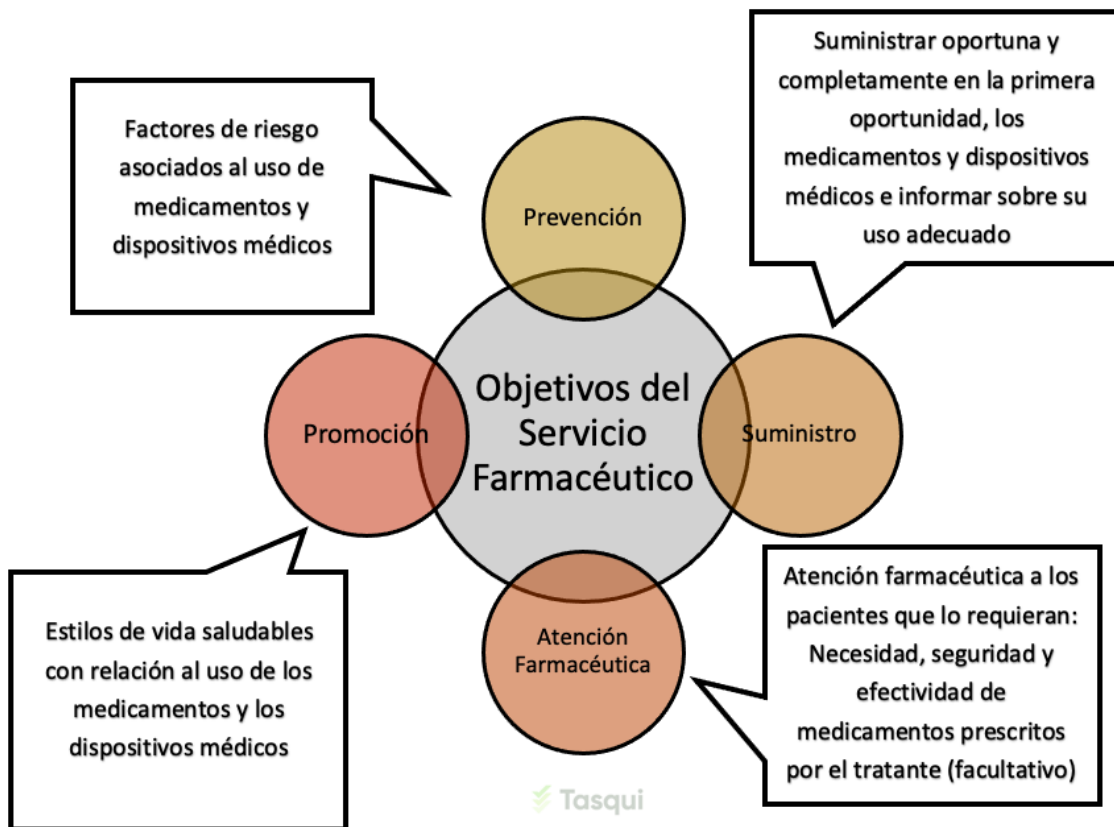 Suministrar oportuna y
completamente en la primera
oportunidad, los
medicamentos y dispositivos
médicos e informar sobre su
uso adecuado
Factores de riesgo
asociados al uso de
medicamentos y
dispositivos médicos
Prevención
Objetivos del
Servicio
Farmacéutico
Promoción
Suministro
Atención
Farmacéutica
Estilos de vida saludables
con relación al uso de los
medicamentos y los
dispositivos médicos
Atención farmacéutica a los
pacientes que lo requieran:
Necesidad, seguridad y
efectividad de
medicamentos prescritos
por el tratante (facultativo)
Tasqui